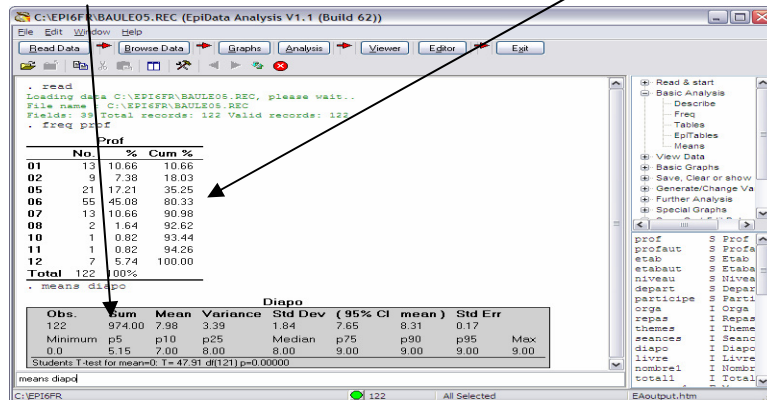 C:\EPI6FR\BAULE05.REC (EpiData Analysis V1.1 (Build 62))
File Edit Window Help
Read Data Browse Data Graphs Analysis Viewer Editor Exit
. read
Loading data C:\EPI6FR\BAULE05.REC, please wait..
File name : C:\EPI6FR\BAULE05.REC
Fields: 39 Total records: 122 Valid records: 122
. freq prof
Prof
No. % Cum %
01 13 10.66 10.66
02 9 7.38 18.03
05 21 17.21 35.25
06 55 45.08 80.33
07 13 10.66 90.98
08 2 1.64 92.62
10 1 0.82 93.44
11 1 0.82 94.26
12 7 5.74 100.00
Total 122 100%
. means diapo
Diapo
Obs. Sum Mean Variance Std Dev ( 95% CI mean ) Std Err
122 974.00 7.98 3.39 1.84 7.65 8.31 0.17
Minimum p5 p10 p25 Median p75 p90 p95 Max
0.0 5.15 7.00 8.00 8.00 9.00 9.00 9.00 9.00
Students T-test for mean=0: T= 47.91 df(121) p=0.00000
means diapo
C:\EPI6FR 122 All Selected EAoutput.htm
Read & start
Basic Analysis
Describe
Freq
Tables
EpiTables
Means
View Data
Basic Graphs
Save, Clear or show
Generate/Change Va
Further Analysis
Special Graphs
prof S Prof
profaut S Profa
etab S Etab
etabaut S Etaba
niveau S Nivea
depart S Depar
participe S Parti
orga I Orga
repas I Repas
themes I Theme
seances I Seanc
diapo I Diapo
livre I Livre
nombre1 I Nombr
total1 I Total